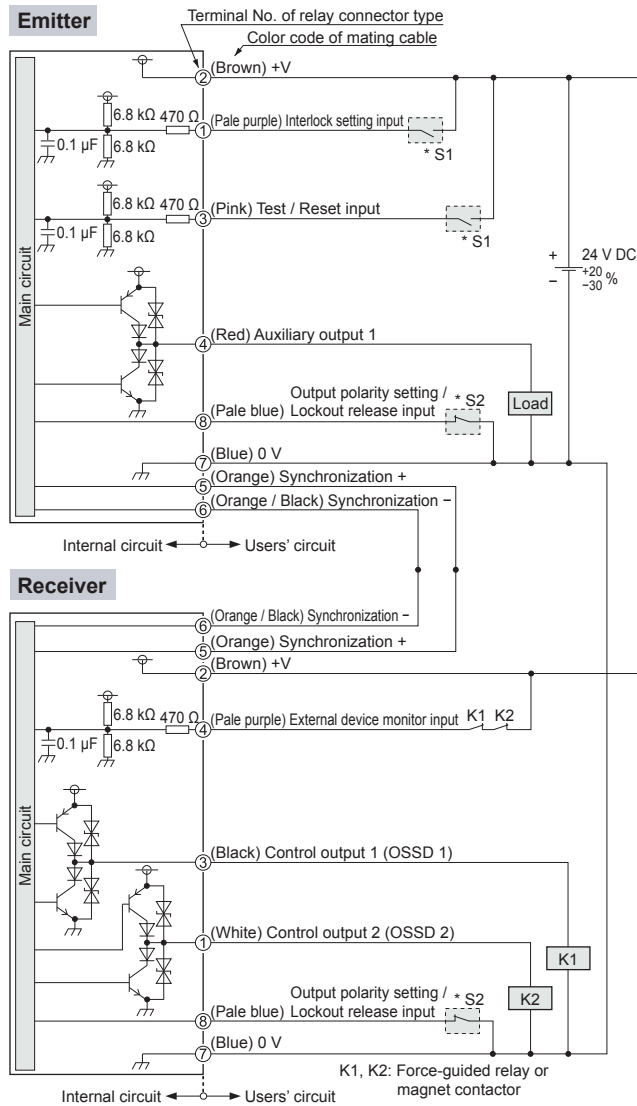 Emitter
Terminal No. of relay connector type
Color code of mating cable
② (Brown) +V
6.8 kΩ 470 Ω ① (Pale purple) Interlock setting input
0.1 µF 6.8 kΩ
* S1
6.8 kΩ 470 Ω ③ (Pink) Test / Reset input
0.1 µF 6.8 kΩ
* S1
+ 24 V DC
− +20 −30 %
Main circuit
④ (Red) Auxiliary output 1
Load
Output polarity setting / * S2
⑧ (Pale blue) Lockout release input
⑦ (Blue) 0 V
⑤ (Orange) Synchronization +
⑥ (Orange / Black) Synchronization −
Internal circuit Users' circuit
Receiver
⑥ (Orange / Black) Synchronization −
⑤ (Orange) Synchronization +
② (Brown) +V
6.8 kΩ 470 Ω ④ (Pale purple) External device monitor input K1 K2
0.1 µF 6.8 kΩ
Main circuit
③ (Black) Control output 1 (OSSD 1)
① (White) Control output 2 (OSSD 2)
K1
K2
Output polarity setting / * S2
⑧ (Pale blue) Lockout release input
⑦ (Blue) 0 V
K1, K2: Force-guided relay or
magnet contactor
Internal circuit Users' circuit